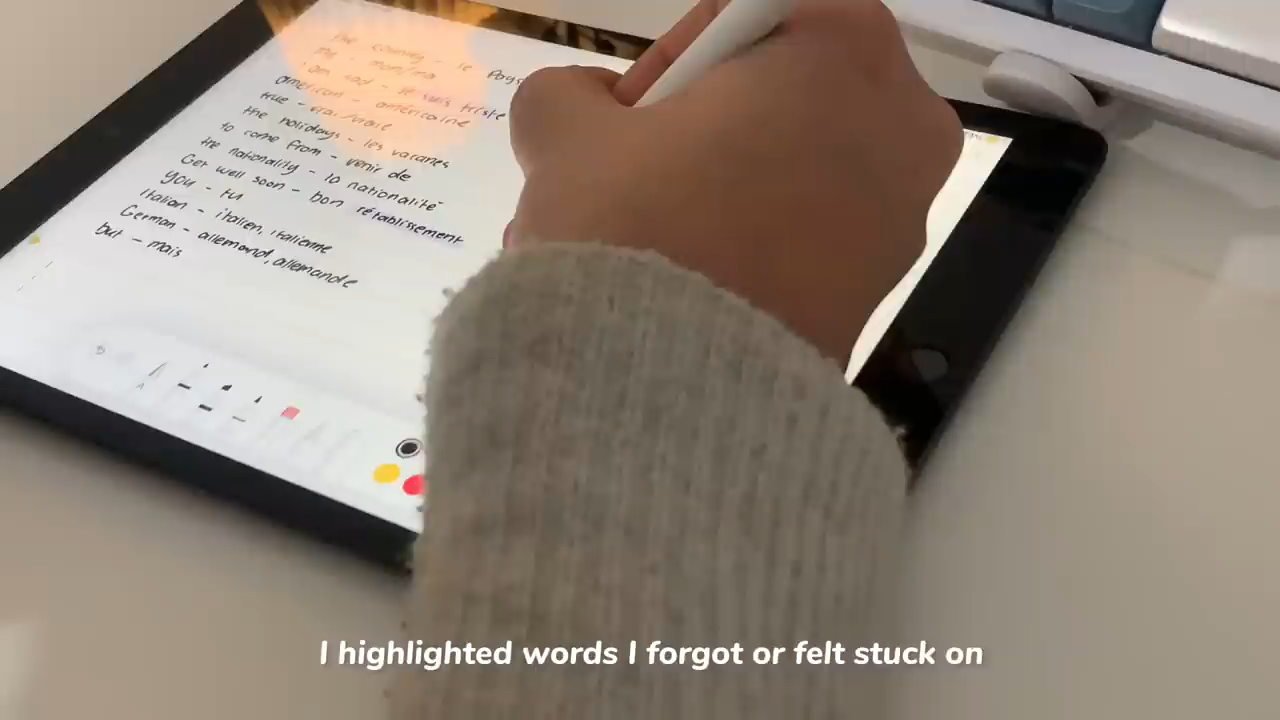 the country - le pays
my - mon/ma
am sad - je suis triste
american - américaine
true - vrai/vraie
the holidays - les vacances
to come from - venir de
the nationality - la nationalité
Get well soon - bon rétablissement
you - tu
Italian - italien, italienne
German - allemand, allemande
but - mais
I highlighted words I forgot or felt stuck on